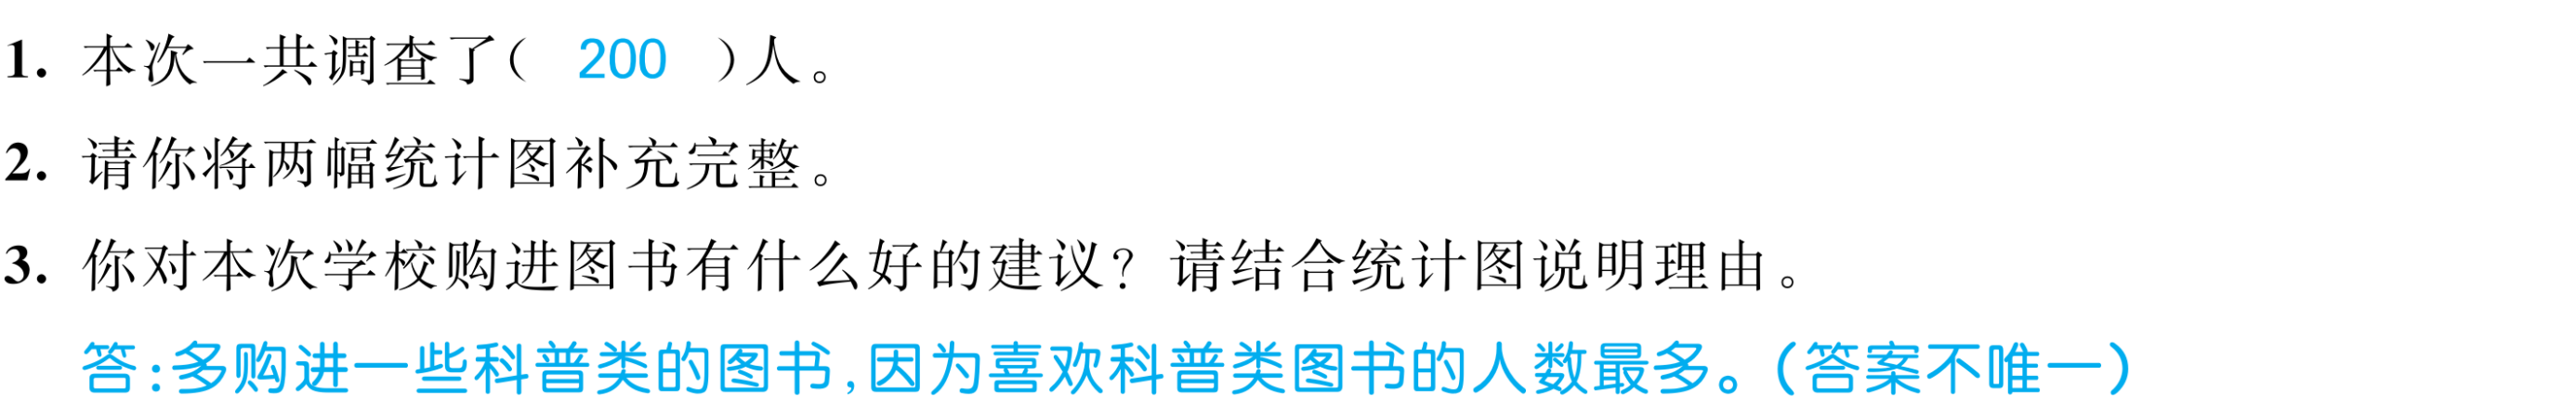 1. 本次一共调查了( 200 )人。
2. 请你将两幅统计图补充完整。
3. 你对本次学校购进图书有什么好的建议？请结合统计图说明理由。
答:多购进一些科普类的图书,因为喜欢科普类图书的人数最多。(答案不唯一)